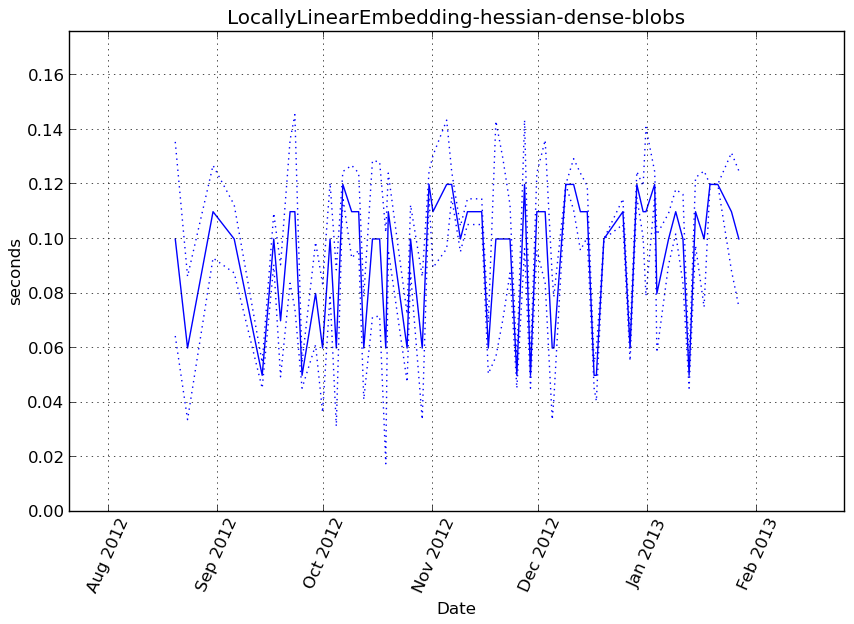 LocallyLinearEmbedding-hessian-dense-blobs
0.16
0.14
0.12
0.10
0.08
0.06
0.04
0.02
0.00
seconds
Aug 2012
Sep 2012
Oct 2012
Nov 2012
Dec 2012
Jan 2013
Feb 2013
Date